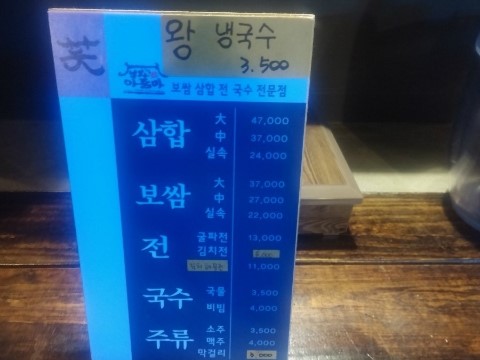 笑 왕 냉국수
3.500
보쌈 삼합 전 국수 전문점
삼합 大 47,000
中 37,000
실속 24,000
보쌈 大 37,000
中 27,000
실속 22,000
전 굴파전 13,000
김치전
11,000
국수 국물 3,500
비빔 4,000
주류 소주 3,500
맥주 4,000
막걸리 3,000